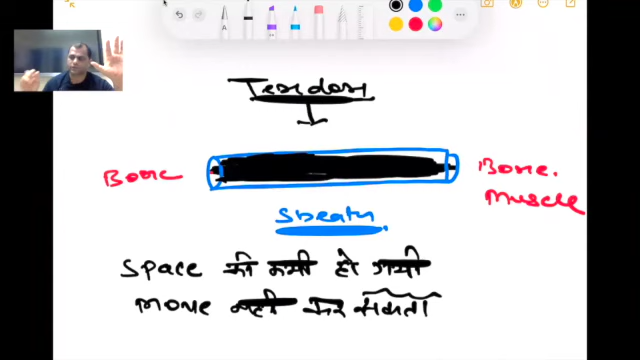 Tendon
Bone
Bone.
Muscle
Sheath.
Space की कमी हो गयी
move नही कर सकता